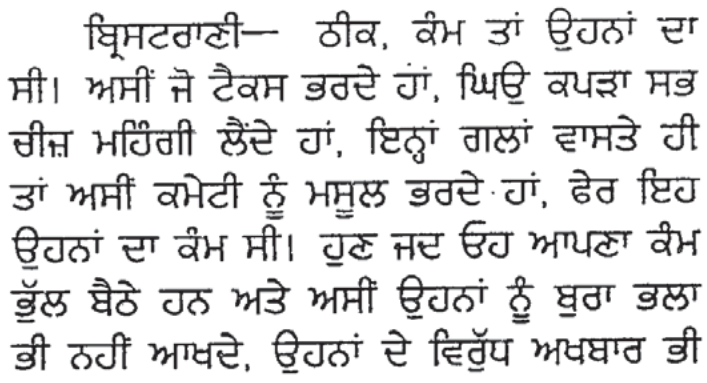 ਬ੍ਰਿਸਟਰਾਣੀ— ਠੀਕ, ਕੰਮ ਤਾਂ ਉਹਨਾਂ ਦਾ
ਸੀ। ਅਸੀਂ ਜੋ ਟੈਕਸ ਭਰਦੇ ਹਾਂ, ਘਿਉ ਕਪੜਾ ਸਭ
ਚੀਜ਼ ਮਹਿੰਗੀ ਲੈਂਦੇ ਹਾਂ, ਇਨ੍ਹਾਂ ਗਲਾਂ ਵਾਸਤੇ ਹੀ
ਤਾਂ ਅਸੀਂ ਕਮੇਟੀ ਨੂੰ ਮਸੂਲ ਭਰਦੇ ਹਾਂ, ਫੇਰ ਇਹ
ਉਹਨਾਂ ਦਾ ਕੰਮ ਸੀ। ਹੁਣ ਜਦ ਓਹ ਆਪਣਾ ਕੰਮ
ਭੁੱਲ ਬੈਠੇ ਹਨ ਅਤੇ ਅਸੀਂ ਉਹਨਾਂ ਨੂੰ ਬੁਰਾ ਭਲਾ
ਭੀ ਨਹੀਂ ਆਖਦੇ, ਉਹਨਾਂ ਦੇ ਵਿਰੁੱਧ ਅਖਬਾਰ ਭੀ